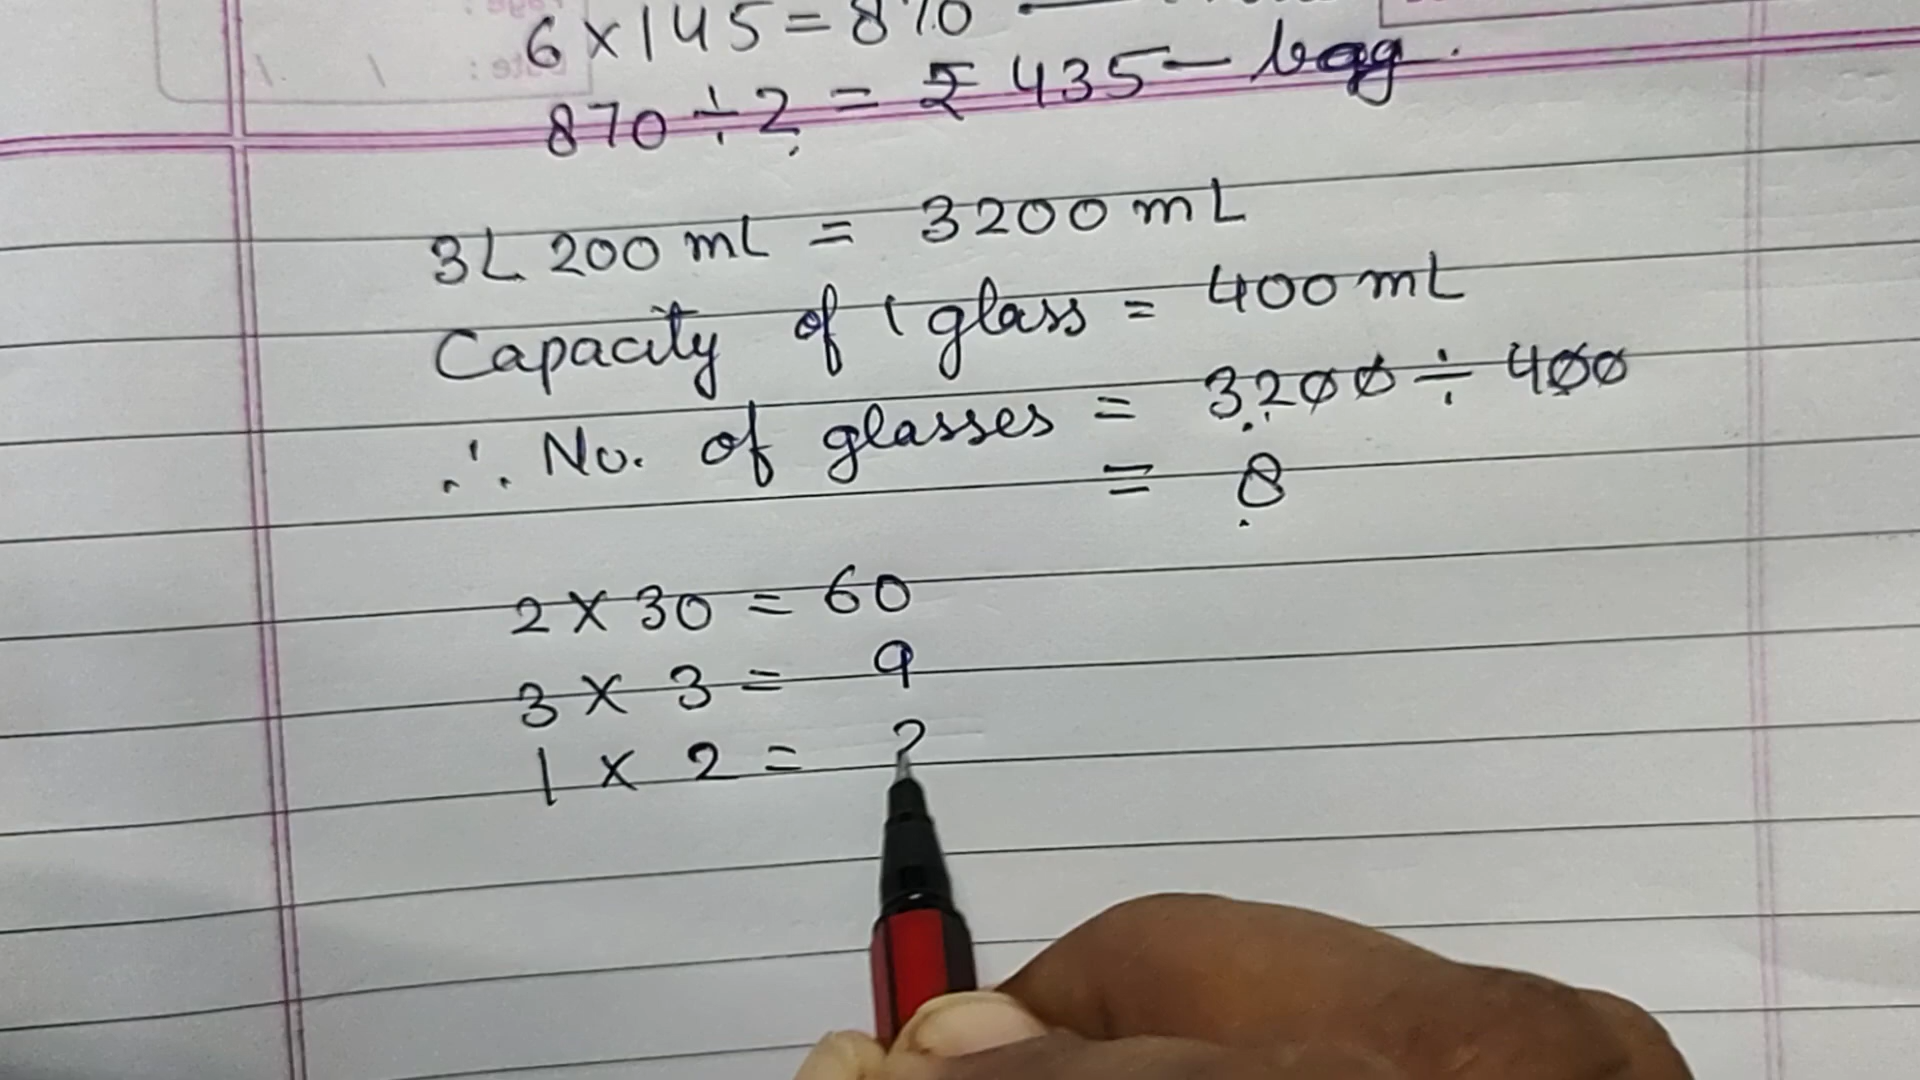 6 × 145 = 870 —
870 ÷ 2 = ₹ 435 — bag.
3L 200 mL = 3200 mL
Capacity of 1 glass = 400 mL
∴ No. of glasses = 3200 ÷ 400
= 8
2 × 30 = 60
3 × 3 = 9
1 × 2 = 2